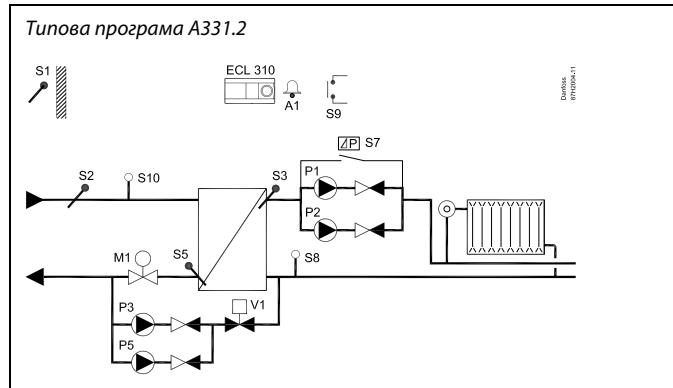 Типова програма A331.2
S1
ECL 310
A1
S9
Danfoss
87H2004.11
⊿P S7
S2
S10
S3
P1
P2
M1
S5
S8
P3
V1
P5